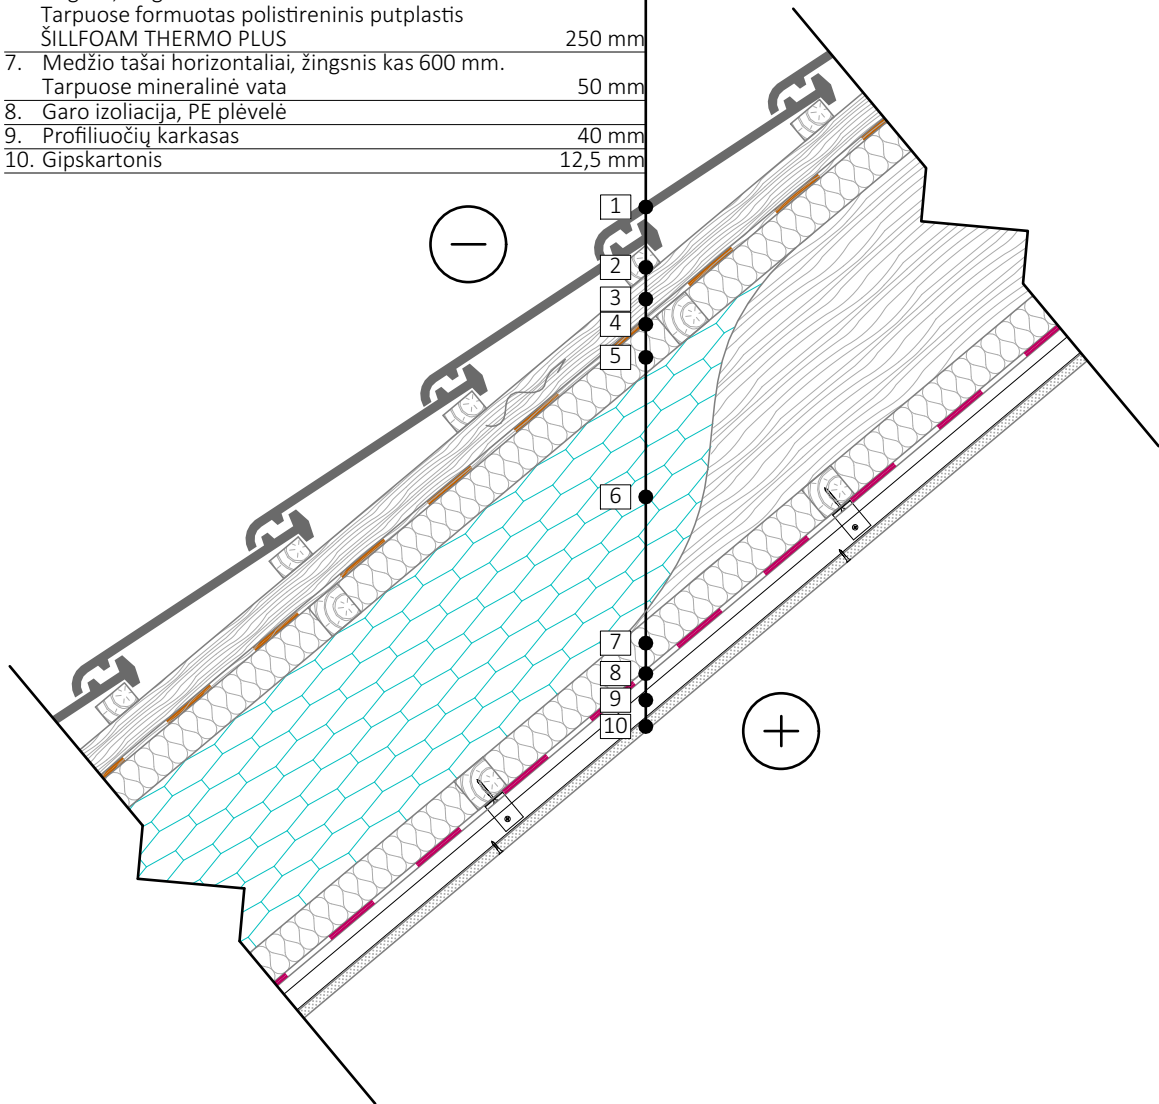 Tarpuose formuotas polistireninis putplastis
ŠILLFOAM THERMO PLUS 250 mm
7. Medžio tašai horizontaliai, žingsnis kas 600 mm.
Tarpuose mineralinė vata 50 mm
8. Garo izoliacija, PE plėvelė
9. Profiliuočių karkasas 40 mm
10. Gipskartonis 12,5 mm
1
2
3
4
5
6
7
8
9
10